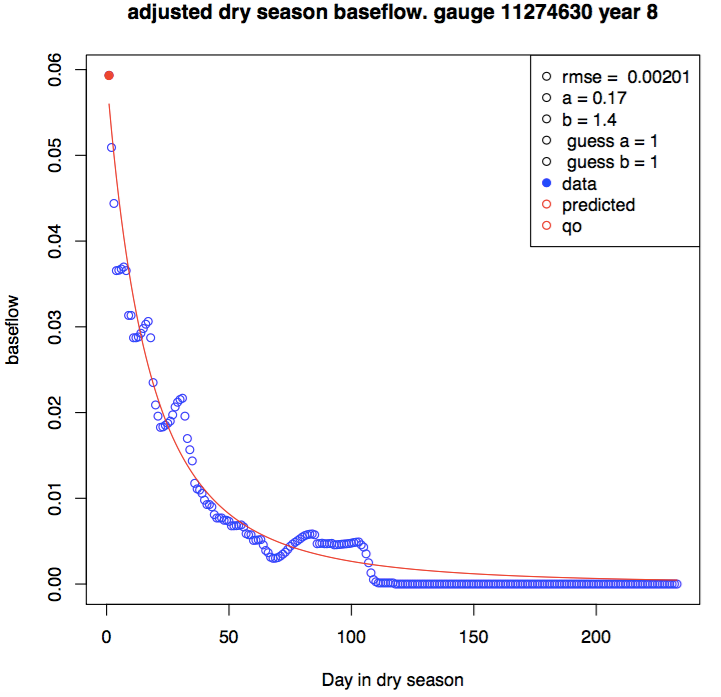 adjusted dry season baseflow. gauge 11274630 year 8
rmse =  0.00201
a = 0.17
b = 1.4
guess a = 1
guess b = 1
data
predicted
qo
baseflow
0.06
0.05
0.04
0.03
0.02
0.01
0.00
0 50 100 150 200
Day in dry season